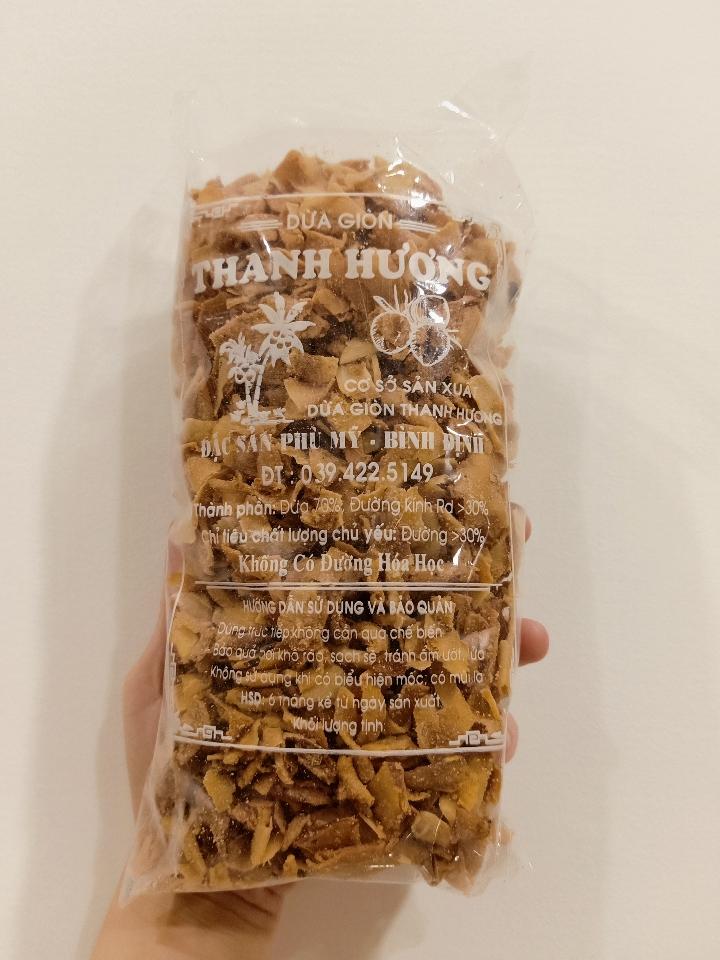 DỪA GIÒN
THANH HƯƠNG
CƠ SỞ SẢN XUẤT
DỪA GIÒN THANH HƯƠNG
ĐẶC SẢN PHÙ MỸ - BÌNH ĐỊNH
ĐT: 039.422.5149
Thành phần: Dừa 70%, Đường kính Rd >30%
Chỉ tiêu chất lượng chủ yếu: Đường >30%
Không Có Đường Hóa Học
HƯỚNG DẪN SỬ DỤNG VÀ BẢO QUẢN
- Dùng trực tiếp không cần qua chế biến
- Bảo quả nơi khô ráo, sạch sẽ, tránh ẩm ướt, lửa
Không sử dụng khi có biểu hiện mốc, có mùi lạ
HSD: 6 tháng kể từ ngày sản xuất
Khối lượng tịnh